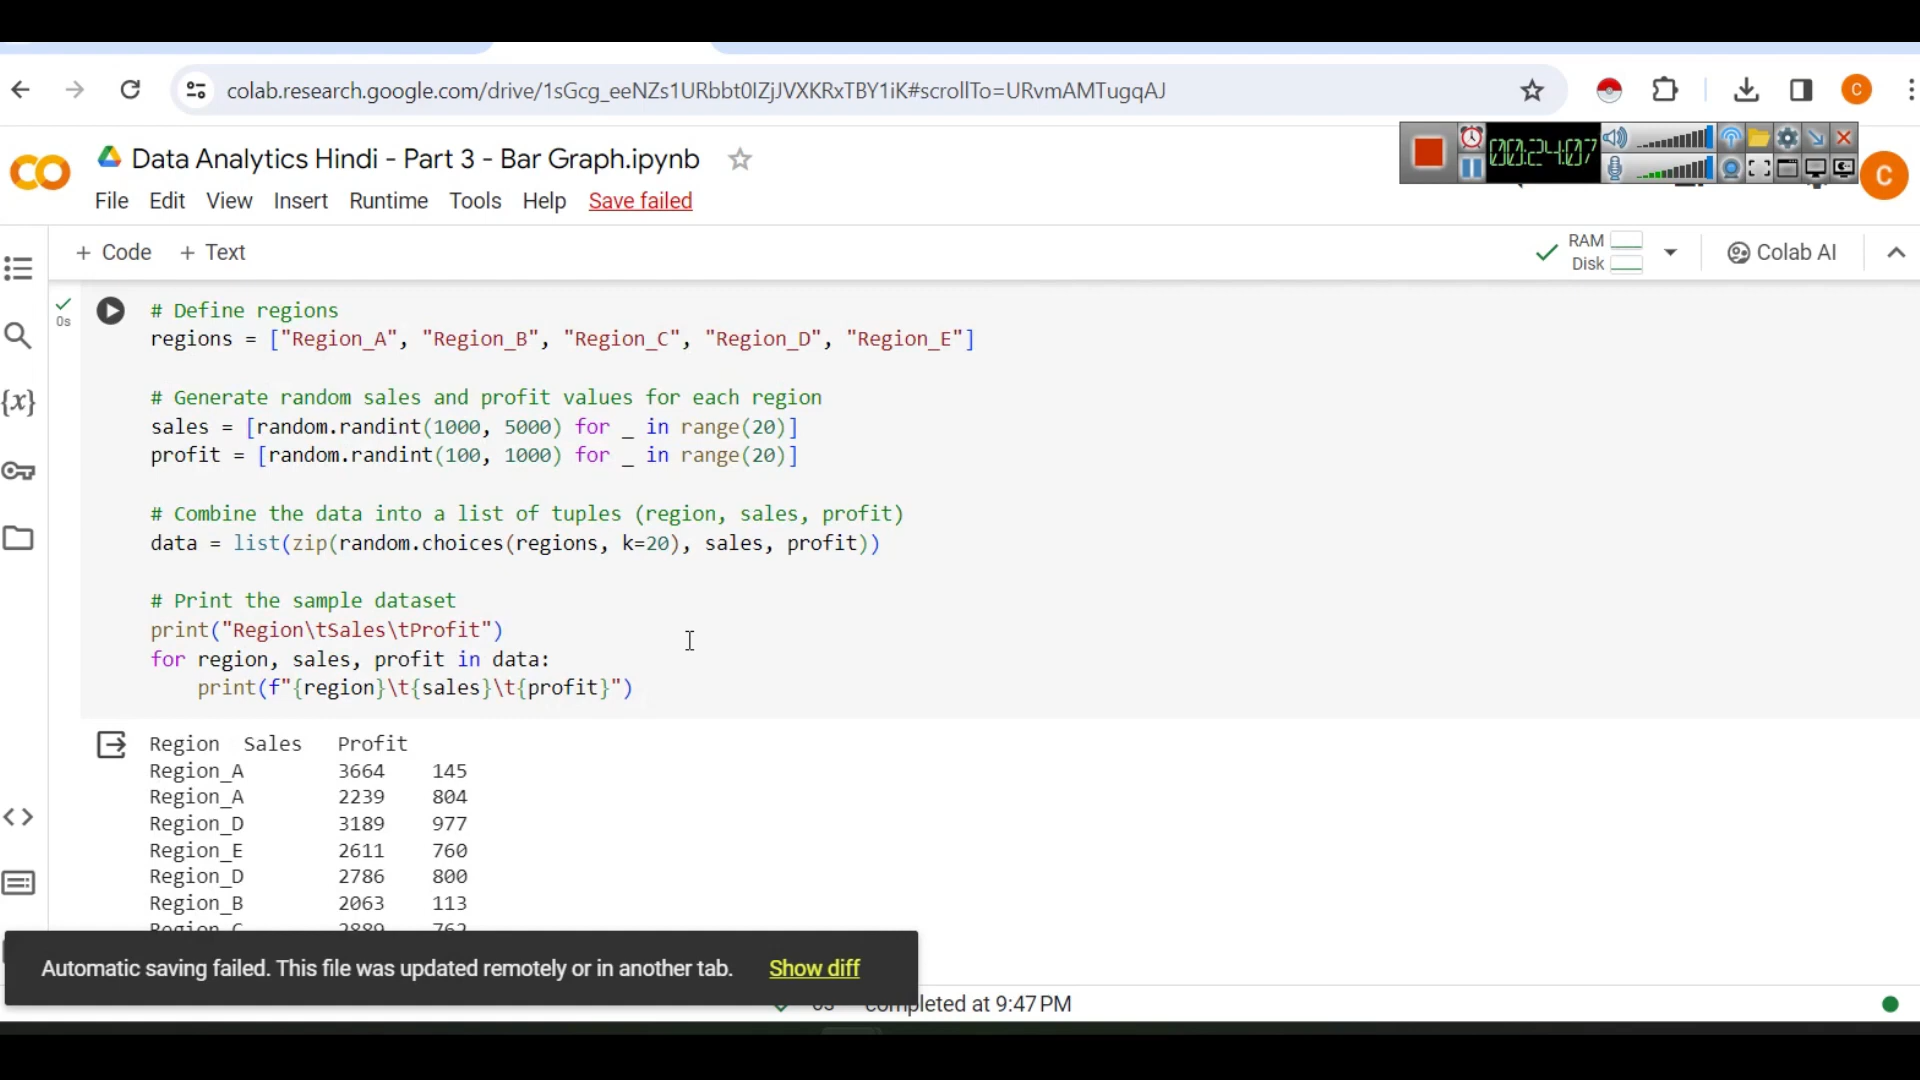 colab.research.google.com/drive/1sGcg_eeNZs1URbbt0IZjJVXKRxTBY1iK#scrollTo=URvmAMTugqAJ
C
00:24:07
Data Analytics Hindi - Part 3 - Bar Graph.ipynb
C
File Edit View Insert Runtime Tools Help Save failed
+ Code + Text
RAM
Disk
Colab AI
0s
# Define regions
regions = ["Region_A", "Region_B", "Region_C", "Region_D", "Region_E"]
# Generate random sales and profit values for each region
sales = [random.randint(1000, 5000) for _ in range(20)]
profit = [random.randint(100, 1000) for _ in range(20)]
# Combine the data into a list of tuples (region, sales, profit)
data = list(zip(random.choices(regions, k=20), sales, profit))
# Print the sample dataset
print("Region\tSales\tProfit")
for region, sales, profit in data:
print(f"{region}\t{sales}\t{profit}")
Region Sales Profit
Region_A 3664 145
Region_A 2239 804
Region_D 3189 977
Region_E 2611 760
Region_D 2786 800
Region_B 2063 113
Region_C 2889 762
Automatic saving failed. This file was updated remotely or in another tab. Show diff
0s completed at 9:47 PM